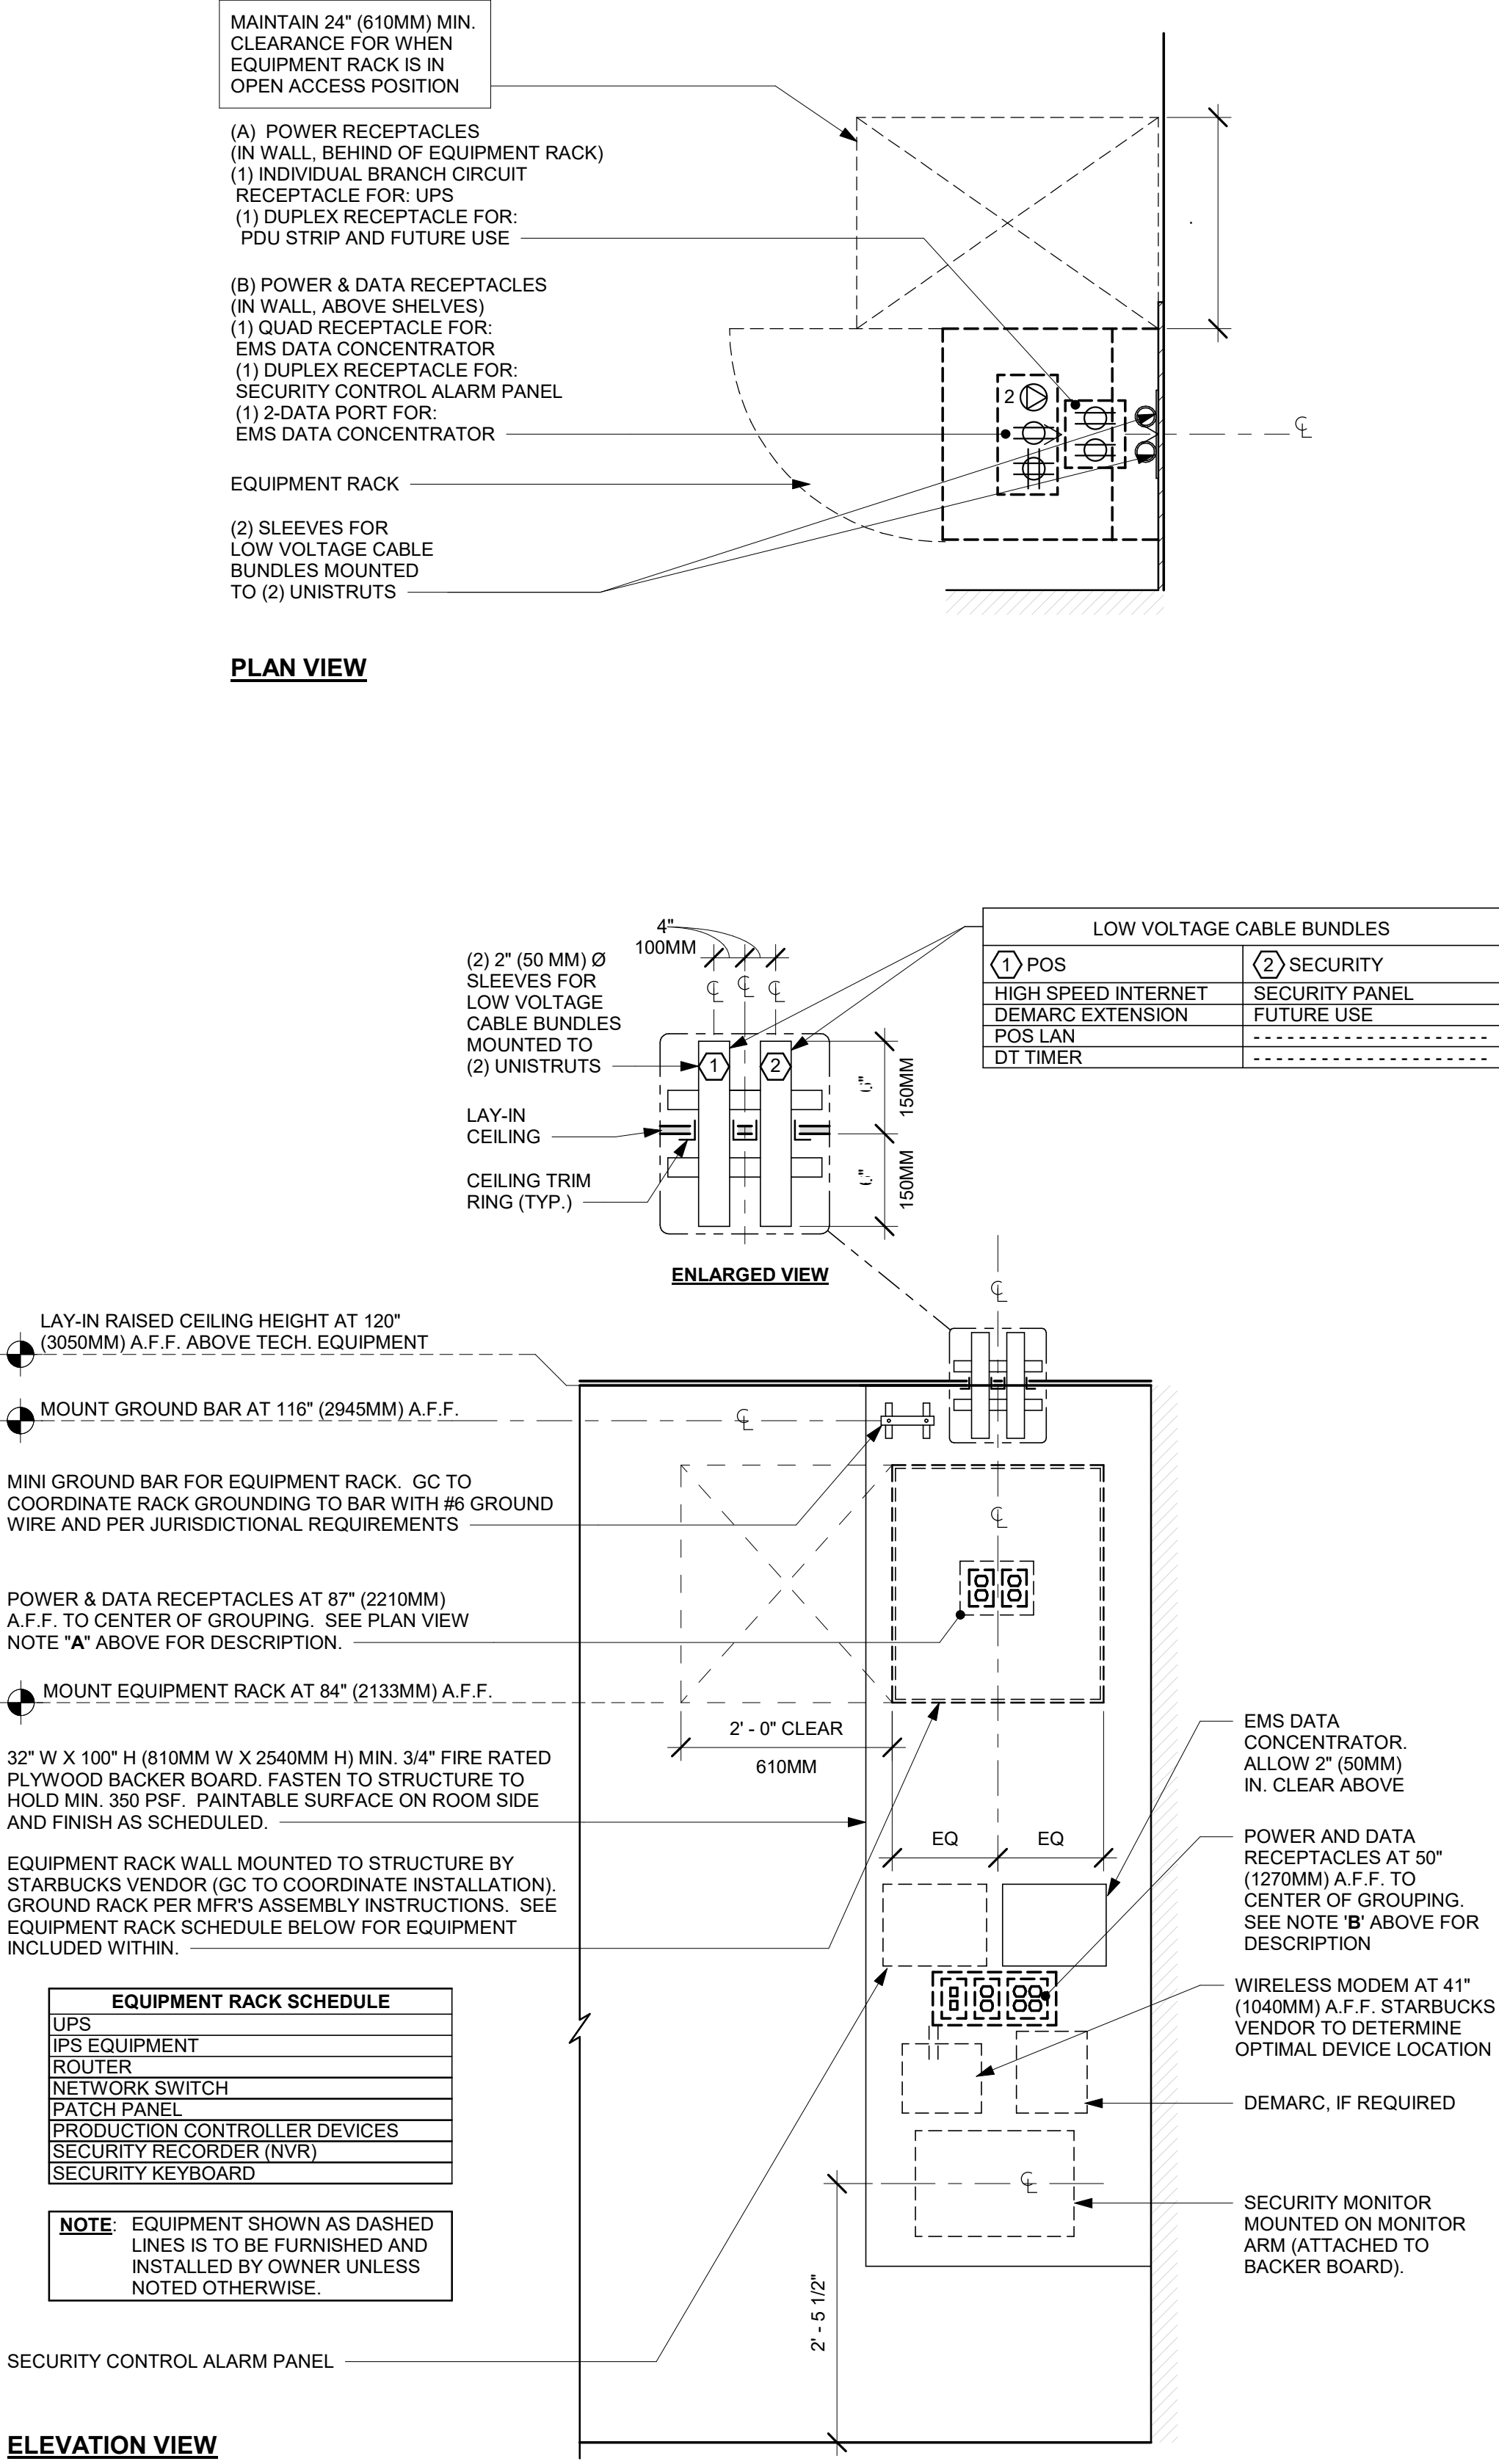 MAINTAIN 24" (610MM) MIN.
CLEARANCE FOR WHEN
EQUIPMENT RACK IS IN
OPEN ACCESS POSITION
(A) POWER RECEPTACLES
(IN WALL, BEHIND OF EQUIPMENT RACK)
(1) INDIVIDUAL BRANCH CIRCUIT
RECEPTACLE FOR: UPS
(1) DUPLEX RECEPTACLE FOR:
PDU STRIP AND FUTURE USE
(B) POWER & DATA RECEPTACLES
(IN WALL, ABOVE SHELVES)
(1) QUAD RECEPTACLE FOR:
EMS DATA CONCENTRATOR
(1) DUPLEX RECEPTACLE FOR:
SECURITY CONTROL ALARM PANEL
(1) 2-DATA PORT FOR:
EMS DATA CONCENTRATOR
EQUIPMENT RACK
(2) SLEEVES FOR
LOW VOLTAGE CABLE
BUNDLES MOUNTED
TO (2) UNISTRUTS
2
℄
PLAN VIEW
4"
100MM
(2) 2" (50 MM) Ø
SLEEVES FOR
LOW VOLTAGE
CABLE BUNDLES
MOUNTED TO
(2) UNISTRUTS
LAY-IN
CEILING
CEILING TRIM
RING (TYP.)
℄ ℄ ℄
1 2
150MM
150MM
ENLARGED VIEW
LOW VOLTAGE CABLE BUNDLES
1 POS 2 SECURITY
HIGH SPEED INTERNET SECURITY PANEL
DEMARC EXTENSION FUTURE USE
POS LAN - - - - - - - - - - - - - - - - - - - -
DT TIMER - - - - - - - - - - - - - - - - - - - -
℄
LAY-IN RAISED CEILING HEIGHT AT 120"
(3050MM) A.F.F. ABOVE TECH. EQUIPMENT
MOUNT GROUND BAR AT 116" (2945MM) A.F.F.
℄
MINI GROUND BAR FOR EQUIPMENT RACK. GC TO
COORDINATE RACK GROUNDING TO BAR WITH #6 GROUND
WIRE AND PER JURISDICTIONAL REQUIREMENTS
℄
POWER & DATA RECEPTACLES AT 87" (2210MM)
A.F.F. TO CENTER OF GROUPING. SEE PLAN VIEW
NOTE "A" ABOVE FOR DESCRIPTION.
MOUNT EQUIPMENT RACK AT 84" (2133MM) A.F.F.
2' - 0" CLEAR
610MM
32" W X 100" H (810MM W X 2540MM H) MIN. 3/4" FIRE RATED
PLYWOOD BACKER BOARD. FASTEN TO STRUCTURE TO
HOLD MIN. 350 PSF. PAINTABLE SURFACE ON ROOM SIDE
AND FINISH AS SCHEDULED.
EQ EQ
EQUIPMENT RACK WALL MOUNTED TO STRUCTURE BY
STARBUCKS VENDOR (GC TO COORDINATE INSTALLATION).
GROUND RACK PER MFR'S ASSEMBLY INSTRUCTIONS. SEE
EQUIPMENT RACK SCHEDULE BELOW FOR EQUIPMENT
INCLUDED WITHIN.
EMS DATA
CONCENTRATOR.
ALLOW 2" (50MM)
IN. CLEAR ABOVE
POWER AND DATA
RECEPTACLES AT 50"
(1270MM) A.F.F. TO
CENTER OF GROUPING.
SEE NOTE 'B' ABOVE FOR
DESCRIPTION
WIRELESS MODEM AT 41"
(1040MM) A.F.F. STARBUCKS
VENDOR TO DETERMINE
OPTIMAL DEVICE LOCATION
DEMARC, IF REQUIRED
SECURITY MONITOR
MOUNTED ON MONITOR
ARM (ATTACHED TO
BACKER BOARD).
℄
2' - 5 1/2"
EQUIPMENT RACK SCHEDULE
UPS
IPS EQUIPMENT
ROUTER
NETWORK SWITCH
PATCH PANEL
PRODUCTION CONTROLLER DEVICES
SECURITY RECORDER (NVR)
SECURITY KEYBOARD
NOTE: EQUIPMENT SHOWN AS DASHED
LINES IS TO BE FURNISHED AND
INSTALLED BY OWNER UNLESS
NOTED OTHERWISE.
SECURITY CONTROL ALARM PANEL
ELEVATION VIEW